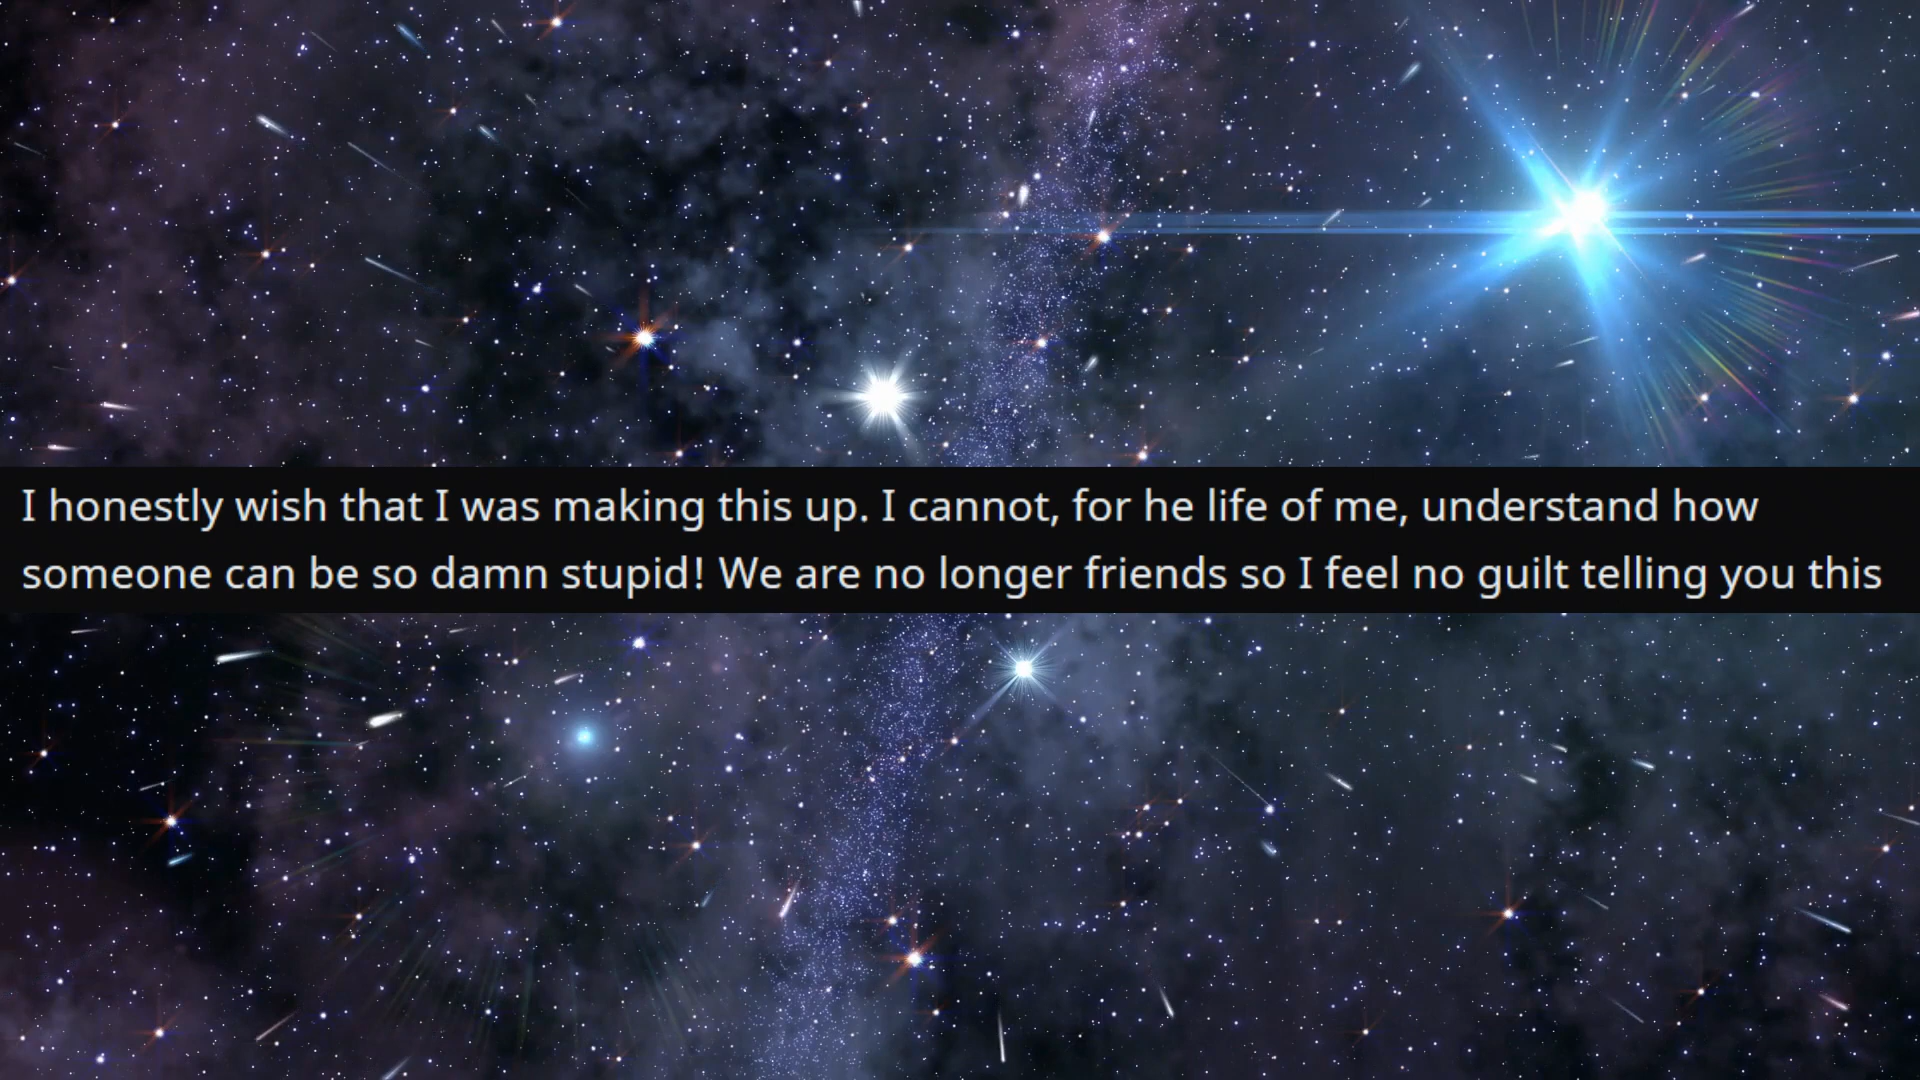 I honestly wish that I was making this up. I cannot, for he life of me, understand how
someone can be so damn stupid! We are no longer friends so I feel no guilt telling you this